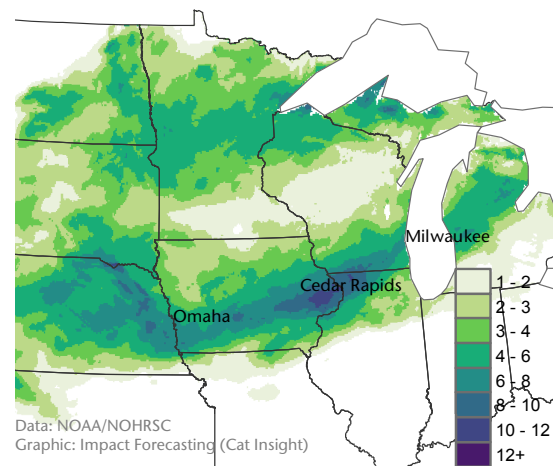 Milwaukee
Cedar Rapids
Omaha
1 - 2
2 - 3
3 - 4
4 - 6
6 - 8
8 - 10
10 - 12
12+
Data: NOAA/NOHRSC
Graphic: Impact Forecasting (Cat Insight)